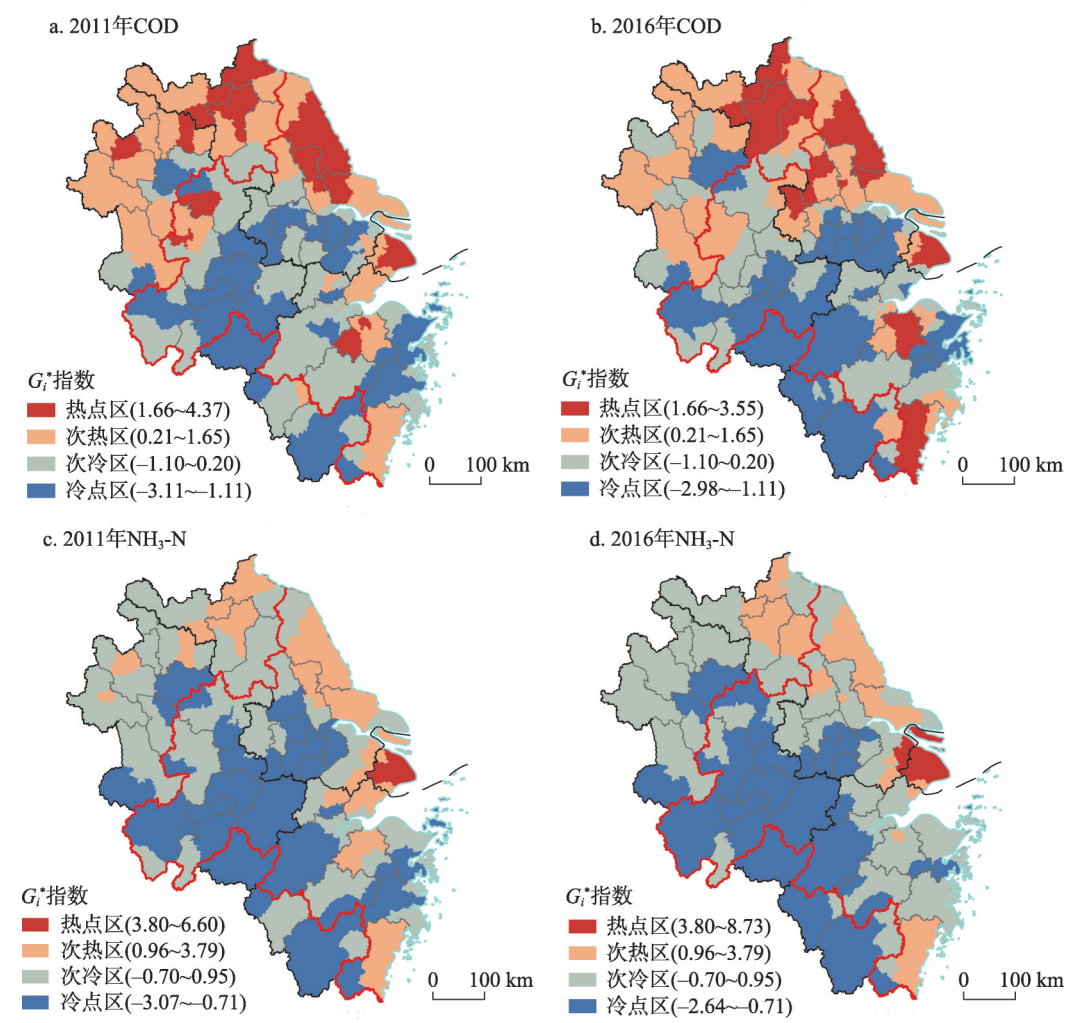 a. 2011年COD
b. 2016年COD
Gi*指数
热点区(1.66~4.37)
次热区(0.21~1.65)
次冷区(–1.10~0.20)
冷点区(–3.11~–1.11)
0 100 km
Gi*指数
热点区(1.66~3.55)
次热区(0.21~1.65)
次冷区(–1.10~0.20)
冷点区(–2.98~–1.11)
0 100 km
c. 2011年NH3-N
d. 2016年NH3-N
Gi*指数
热点区(3.80~6.60)
次热区(0.96~3.79)
次冷区(–0.70~0.95)
冷点区(–3.07~–0.71)
0 100 km
Gi*指数
热点区(3.80~8.73)
次热区(0.96~3.79)
次冷区(–0.70~0.95)
冷点区(–2.64~–0.71)
0 100 km